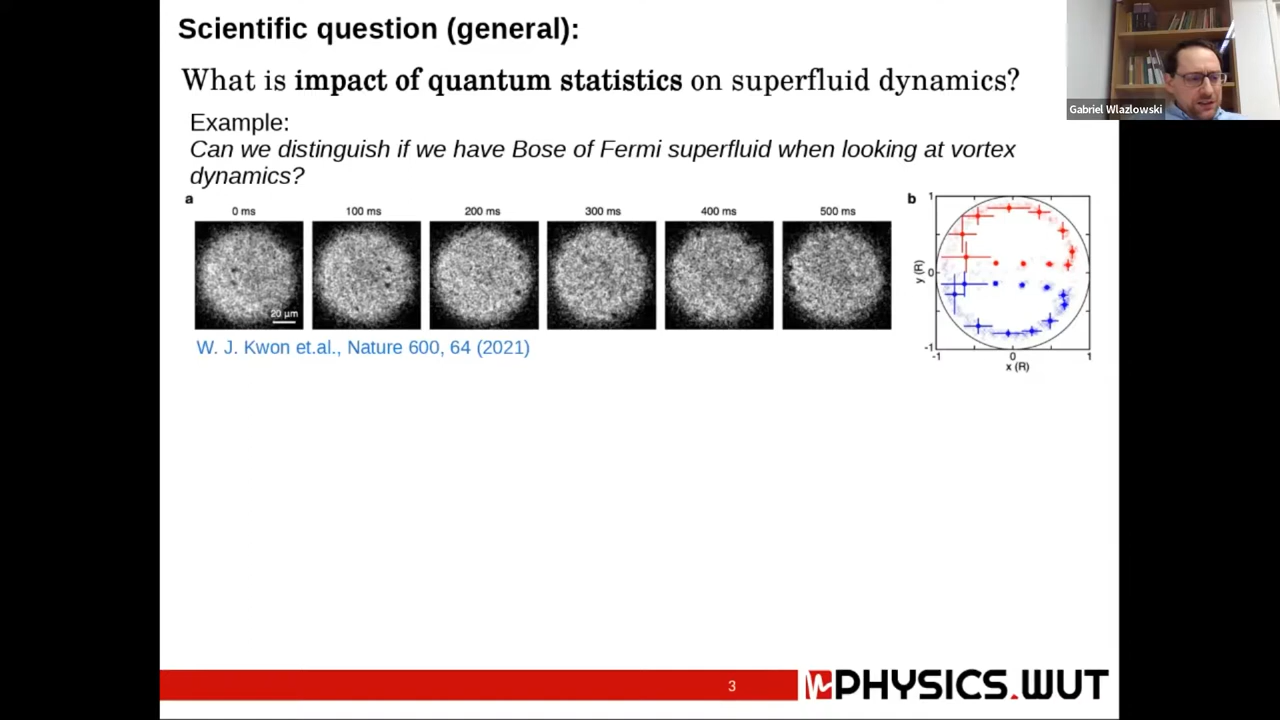 Scientific question (general):
What is impact of quantum statistics on superfluid dynamics?
Gabriel Wlazlowski
Example:
Can we distinguish if we have Bose of Fermi superfluid when looking at vortex
dynamics?
a
0 ms 100 ms 200 ms 300 ms 400 ms 500 ms
20 μm
b
1
0
-1
y (R)
-1 0 1
x (R)
W. J. Kwon et.al., Nature 600, 64 (2021)
3
PHYSICS.WUT